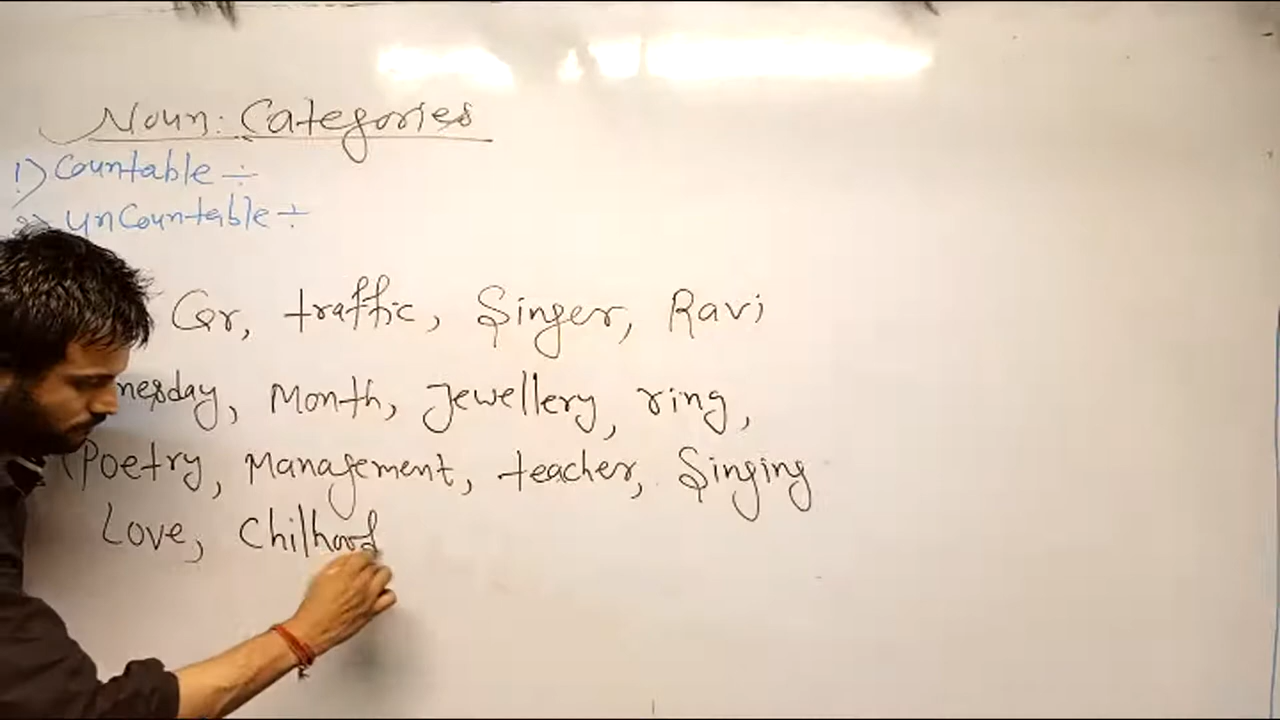 Noun: Categories
1) Countable ÷
2) unCountable ÷
Car, traffic, Singer, Ravi
nesday, Month, Jewellery, ring,
Poetry, Management, teacher, Singing
Love, Chilhood